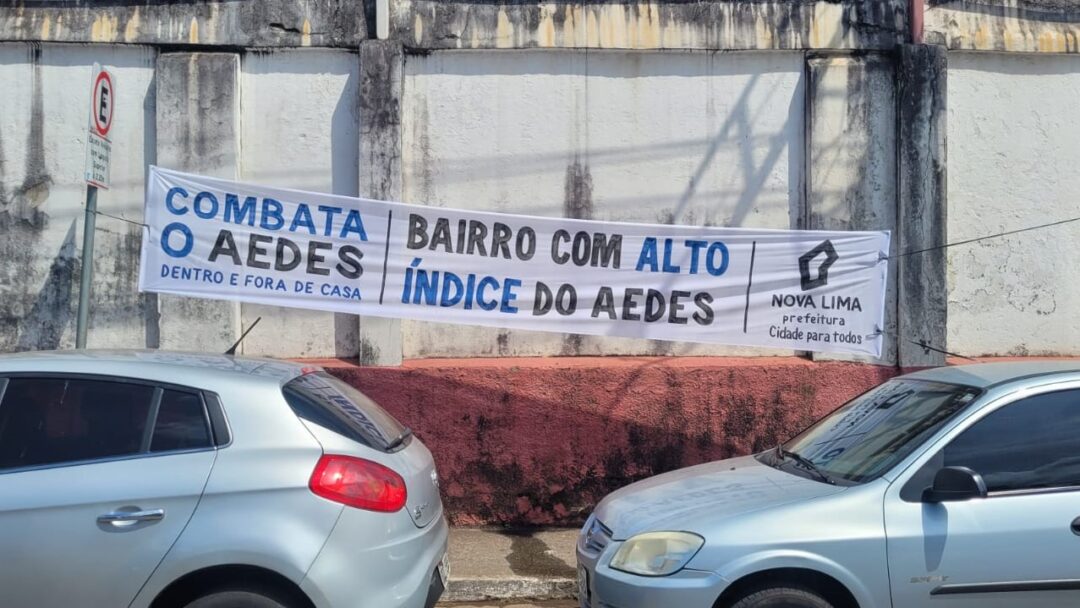 E
COMBATA
O AEDES
DENTRO E FORA DE CASA
BAIRRO COM ALTO
ÍNDICE DO AEDES
NOVA LIMA
prefeitura
Cidade para todos